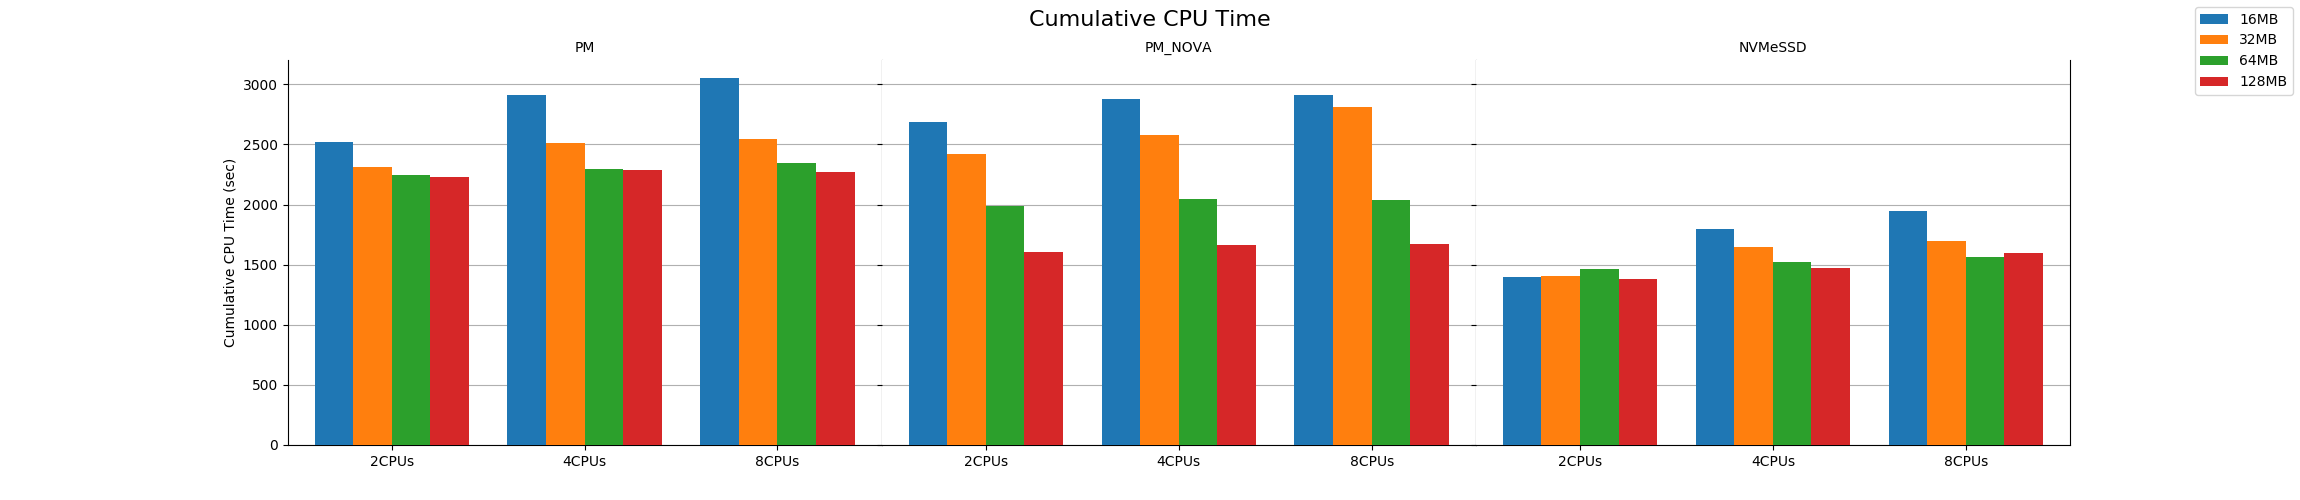 Cumulative CPU Time
16MB
32MB
64MB
128MB
PM
PM_NOVA
NVMeSSD
Cumulative CPU Time (sec)
3000
2500
2000
1500
1000
500
0
2CPUs
4CPUs
8CPUs
2CPUs
4CPUs
8CPUs
2CPUs
4CPUs
8CPUs